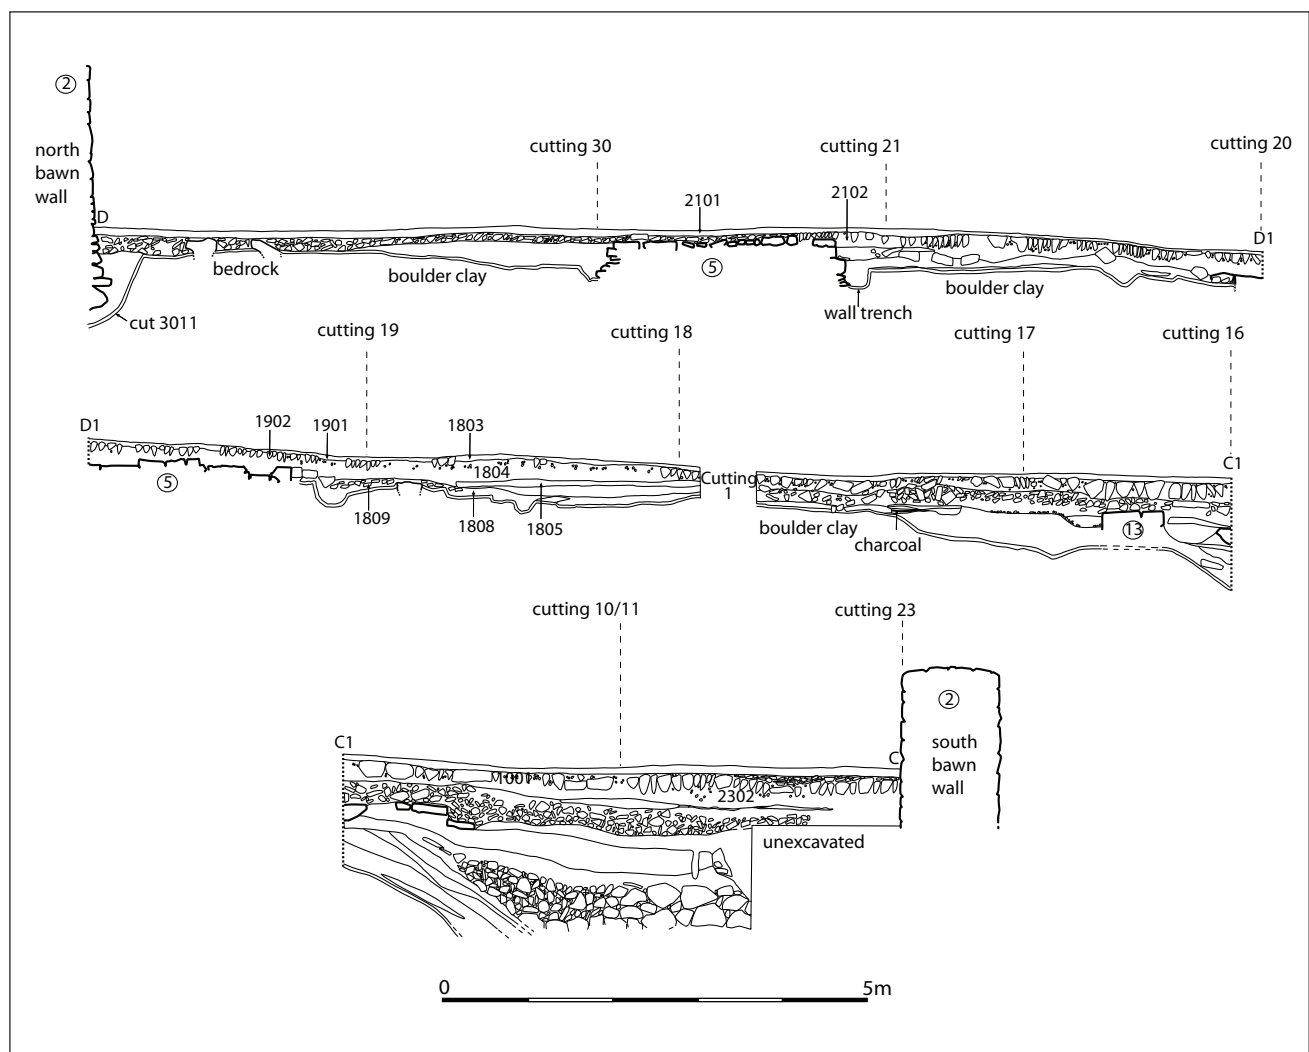 2
north
bawn
wall
D
cutting 30
cutting 21
cutting 20
2101
2102
D1
bedrock
boulder clay
5
boulder clay
wall trench
cut 3011
cutting 19
cutting 18
cutting 17
cutting 16
D1
1902
1901
1803
C1
1804
Cutting
1
5
1809
1808
1805
boulder clay
charcoal
13
cutting 10/11
cutting 23
2
C1
C
south
bawn
wall
1001
2302
unexcavated
0
5m